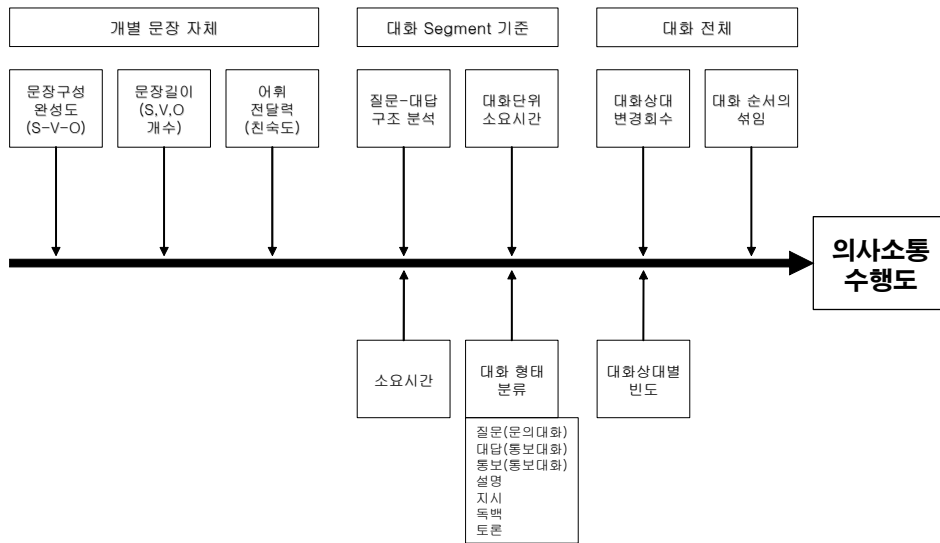 개별 문장 자체
대화 Segment 기준
대화 전체
문장구성
완성도
(S-V-O)
문장길이
(S,V,O
개수)
어휘
전달력
(친숙도)
질문-대답
구조 분석
대화단위
소요시간
대화상대
변경회수
대화 순서의
섞임
의사소통
수행도
소요시간
대화 형태
분류
대화상대별
빈도
질문(문의대화)
대답(통보대화)
통보(통보대화)
설명
지시
독백
토론